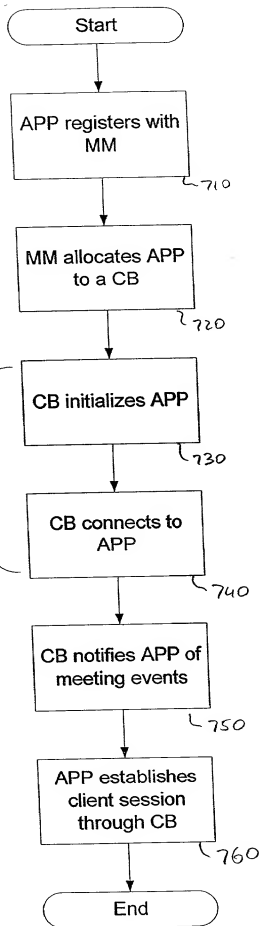 Start
APP registers with
MM
710
MM allocates APP
to a CB
720
CB initializes APP
730
CB connects to
APP
740
CB notifies APP of
meeting events
750
APP establishes
client session
through CB
760
End